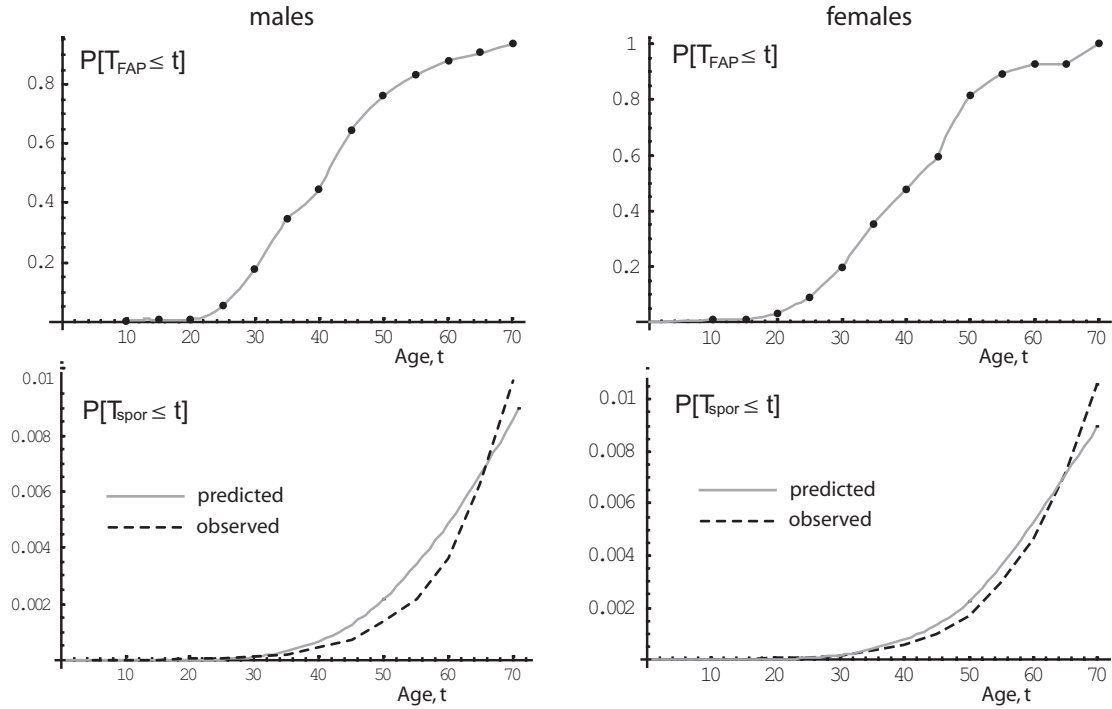 males
P[T_FAP ≤ t]
0.8
0.6
0.4
0.2
10 20 30 40 50 60 70
Age, t
females
P[T_FAP ≤ t]
1
0.8
0.6
0.4
0.2
10 20 30 40 50 60 70
Age, t
0.01
P[T_spor ≤ t]
0.008
0.006
0.004
0.002
predicted
observed
10 20 30 40 50 60 70
Age, t
0.01
P[T_spor ≤ t]
0.008
0.006
0.004
0.002
predicted
observed
10 20 30 40 50 60 70
Age, t